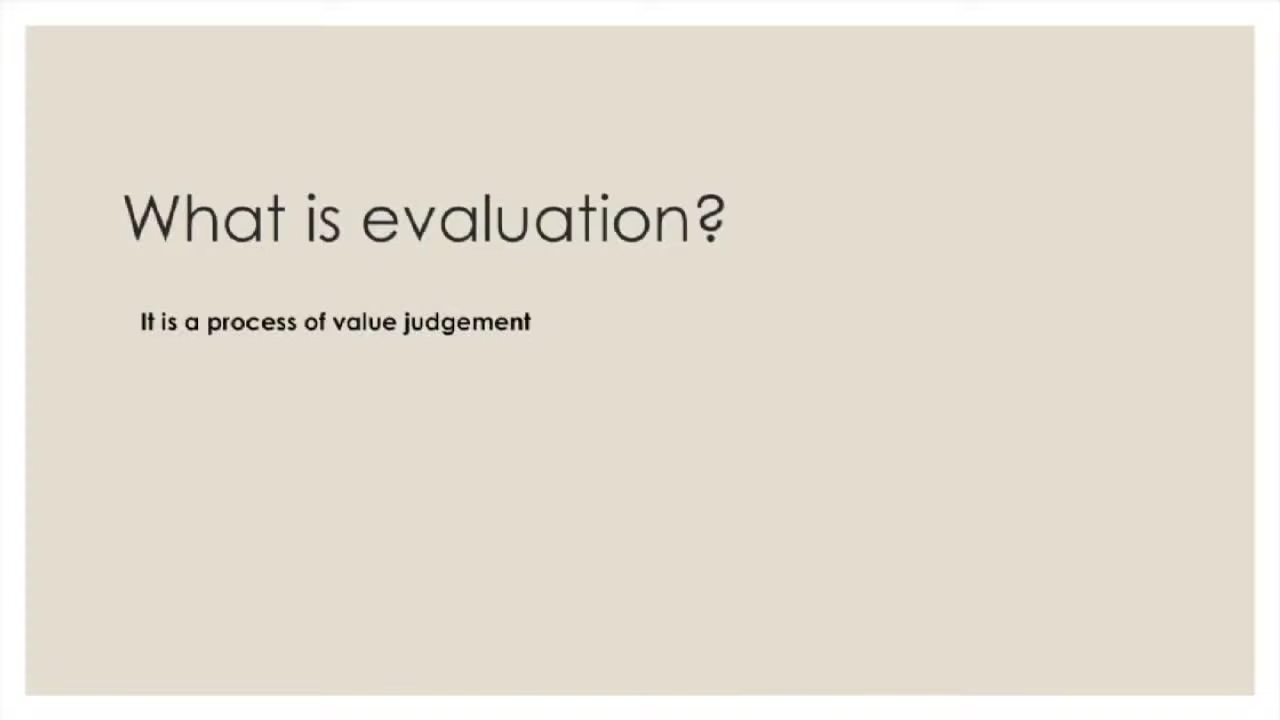 What is evaluation?
It is a process of value judgement